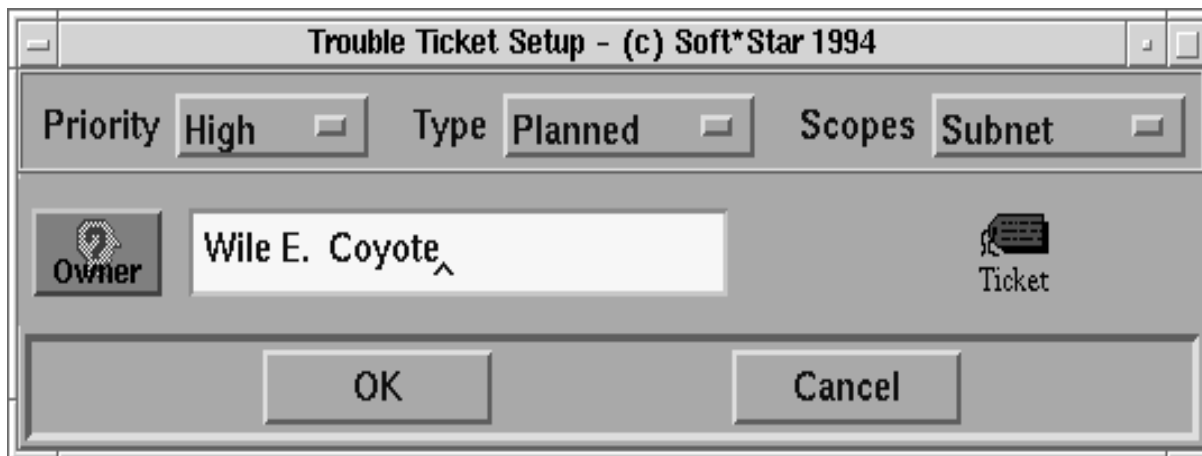 Trouble Ticket Setup - (c) Soft*Star 1994
Priority High Type Planned Scopes Subnet
Owner Wile E.  Coyote
Ticket
OK Cancel